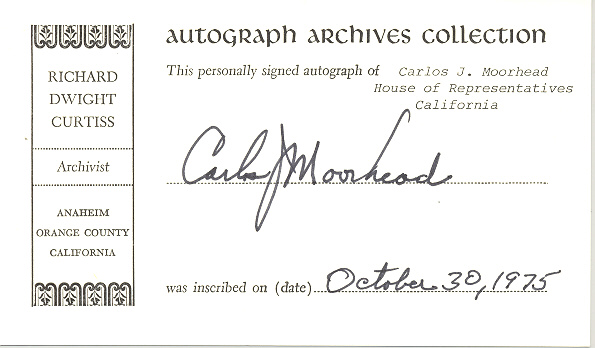 RICHARD
DWIGHT
CURTISS
Archivist
ANAHEIM
ORANGE COUNTY
CALIFORNIA
AUTOGRAPH ARCHIVES COLLECTION
This personally signed autograph of Carlos J. Moorhead
House of Representatives
California
Carlos J Moorhead
was inscribed on (date) October 30, 1975